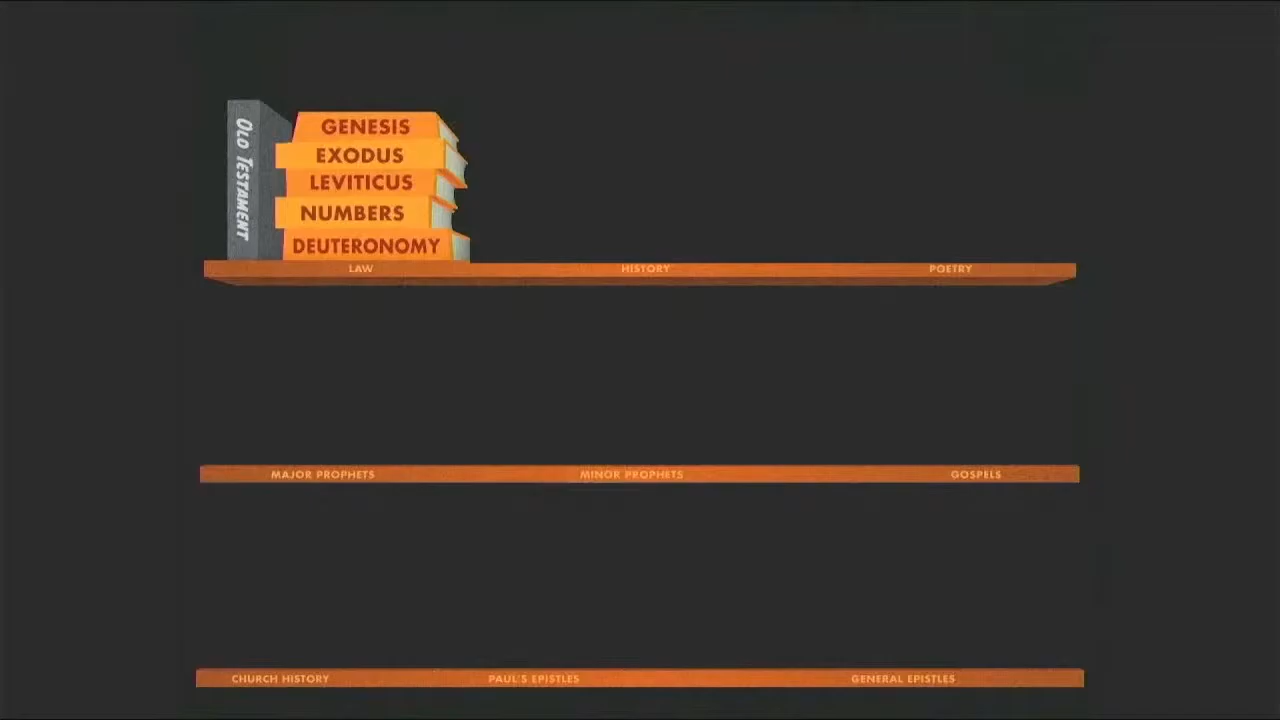 OLD TESTAMENT
GENESIS
EXODUS
LEVITICUS
NUMBERS
DEUTERONOMY
LAW HISTORY POETRY
MAJOR PROPHETS MINOR PROPHETS GOSPELS
CHURCH HISTORY PAUL'S EPISTLES GENERAL EPISTLES